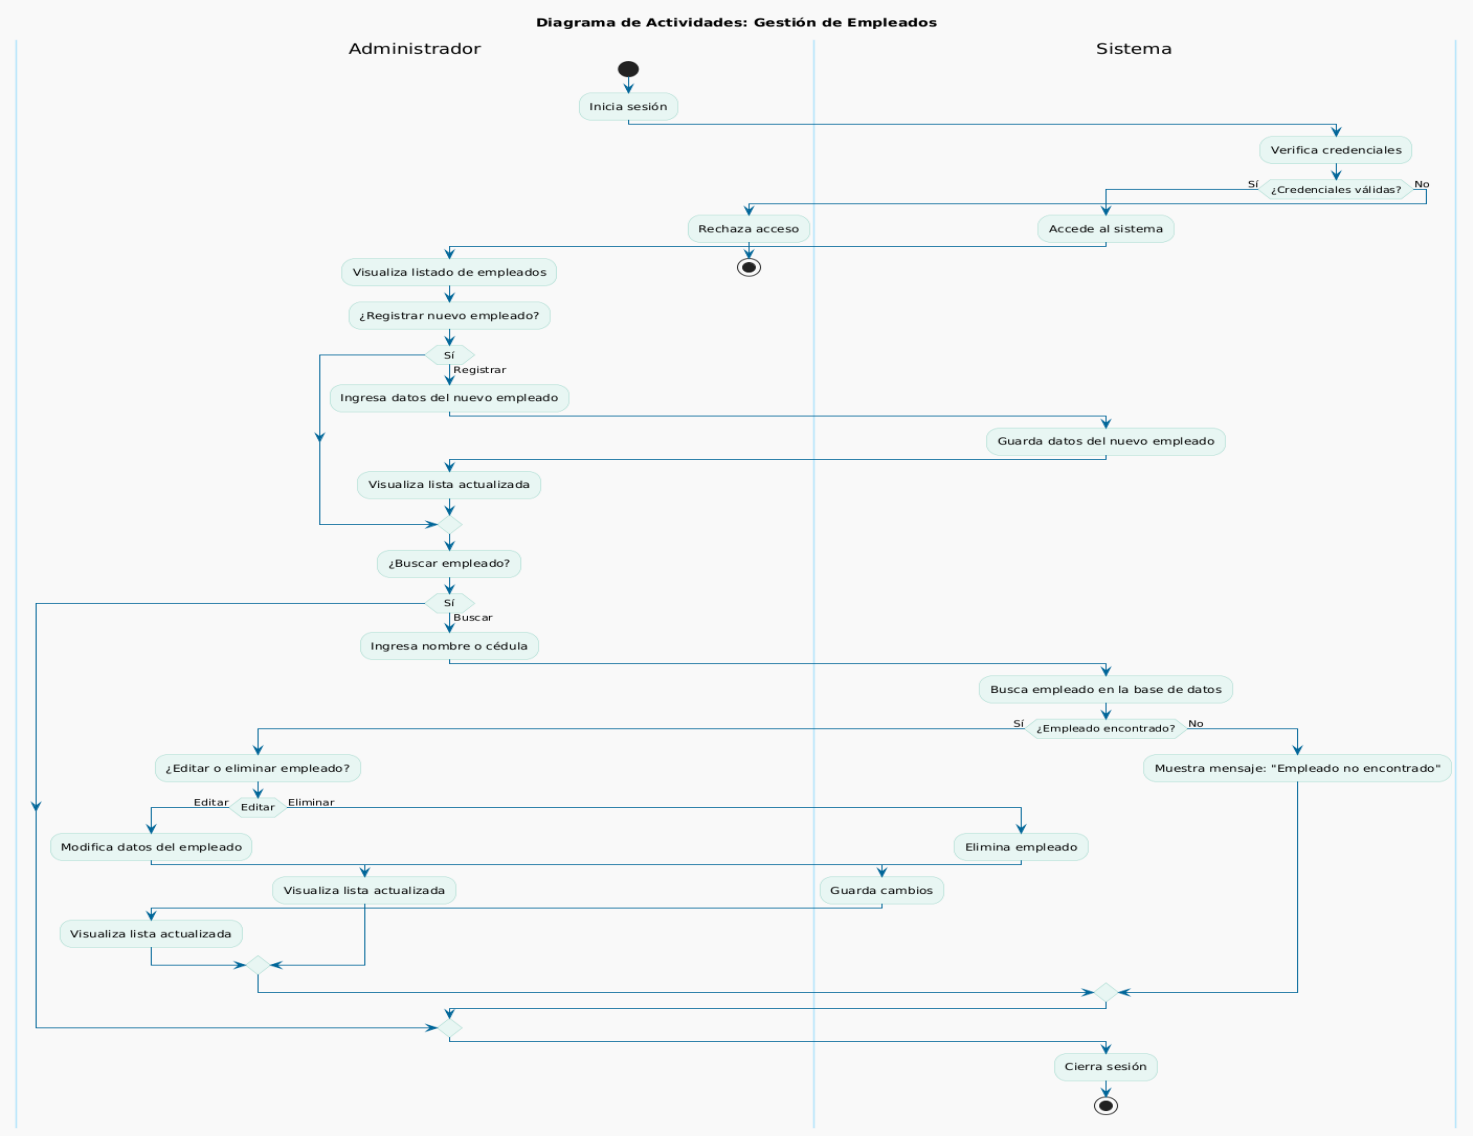 Diagrama de Actividades: Gestión de Empleados
Administrador
Sistema
Inicia sesión
Verifica credenciales
Sí
¿Credenciales válidas?
No
Rechaza acceso
Accede al sistema
Visualiza listado de empleados
¿Registrar nuevo empleado?
Sí
Registrar
Ingresa datos del nuevo empleado
Guarda datos del nuevo empleado
Visualiza lista actualizada
¿Buscar empleado?
Sí
Buscar
Ingresa nombre o cédula
Busca empleado en la base de datos
Sí
¿Empleado encontrado?
No
¿Editar o eliminar empleado?
Muestra mensaje: "Empleado no encontrado"
Editar
Editar
Eliminar
Modifica datos del empleado
Elimina empleado
Visualiza lista actualizada
Guarda cambios
Visualiza lista actualizada
Cierra sesión